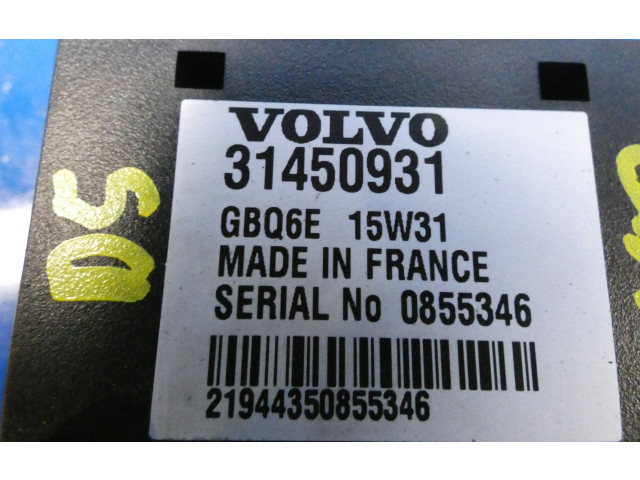 VOLVO
31450931
GBQ6E 15W31
MADE IN FRANCE
SERIAL No 0855346
21944350855346